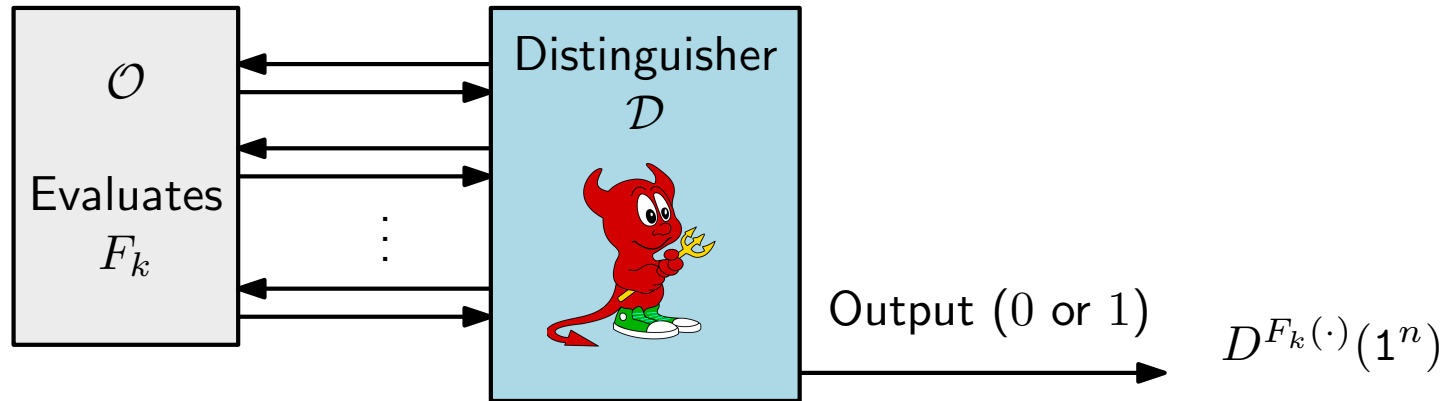 𝒪
Evaluates
F_k
⋮
Distinguisher
𝒟
Output (0 or 1)
D^{F_k(·)}(1^n)